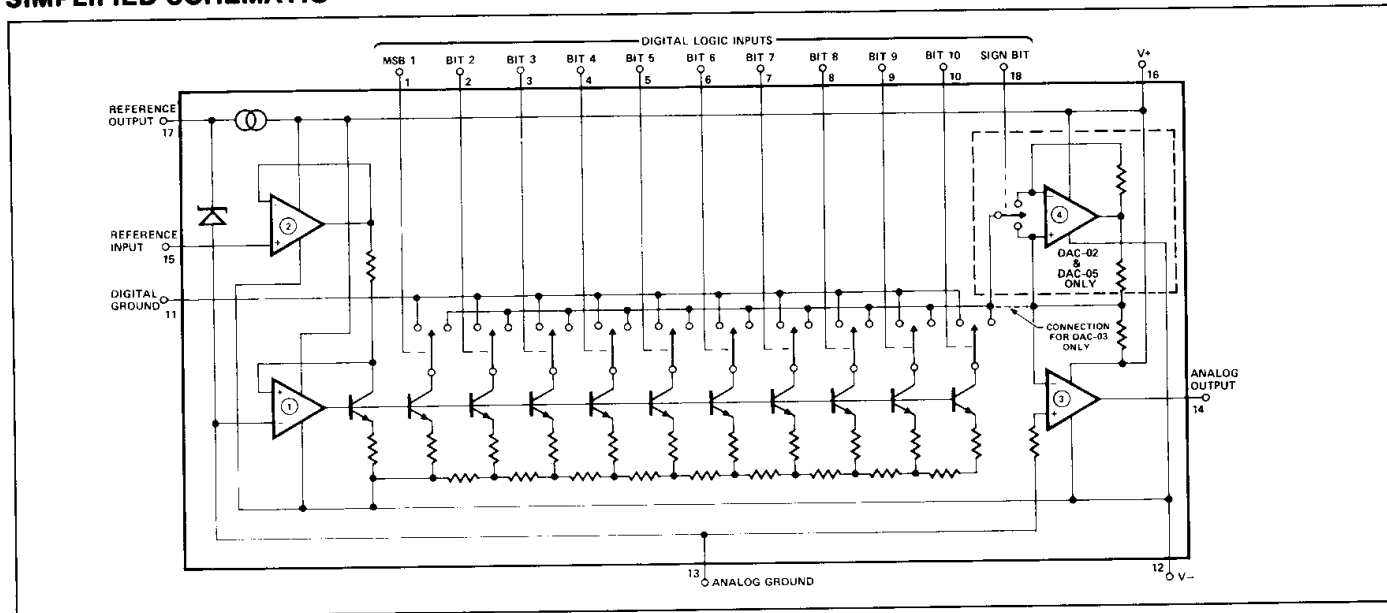 SIMPLIFIED SCHEMATIC
DIGITAL LOGIC INPUTS
MSB 1 BIT 2 BIT 3 BIT 4 BIT 5 BIT 6 BIT 7 BIT 8 BIT 9 BIT 10 SIGN BIT V+
1 2 3 4 5 6 7 8 9 10 18 16
REFERENCE
OUTPUT
17
2
- +
REFERENCE
INPUT
15
4
- +
DAC-02
&
DAC-05
ONLY
DIGITAL
GROUND
11
CONNECTION
FOR DAC-03
ONLY
1
+ -
3
- +
ANALOG
OUTPUT
14
13 ANALOG GROUND
12 V-